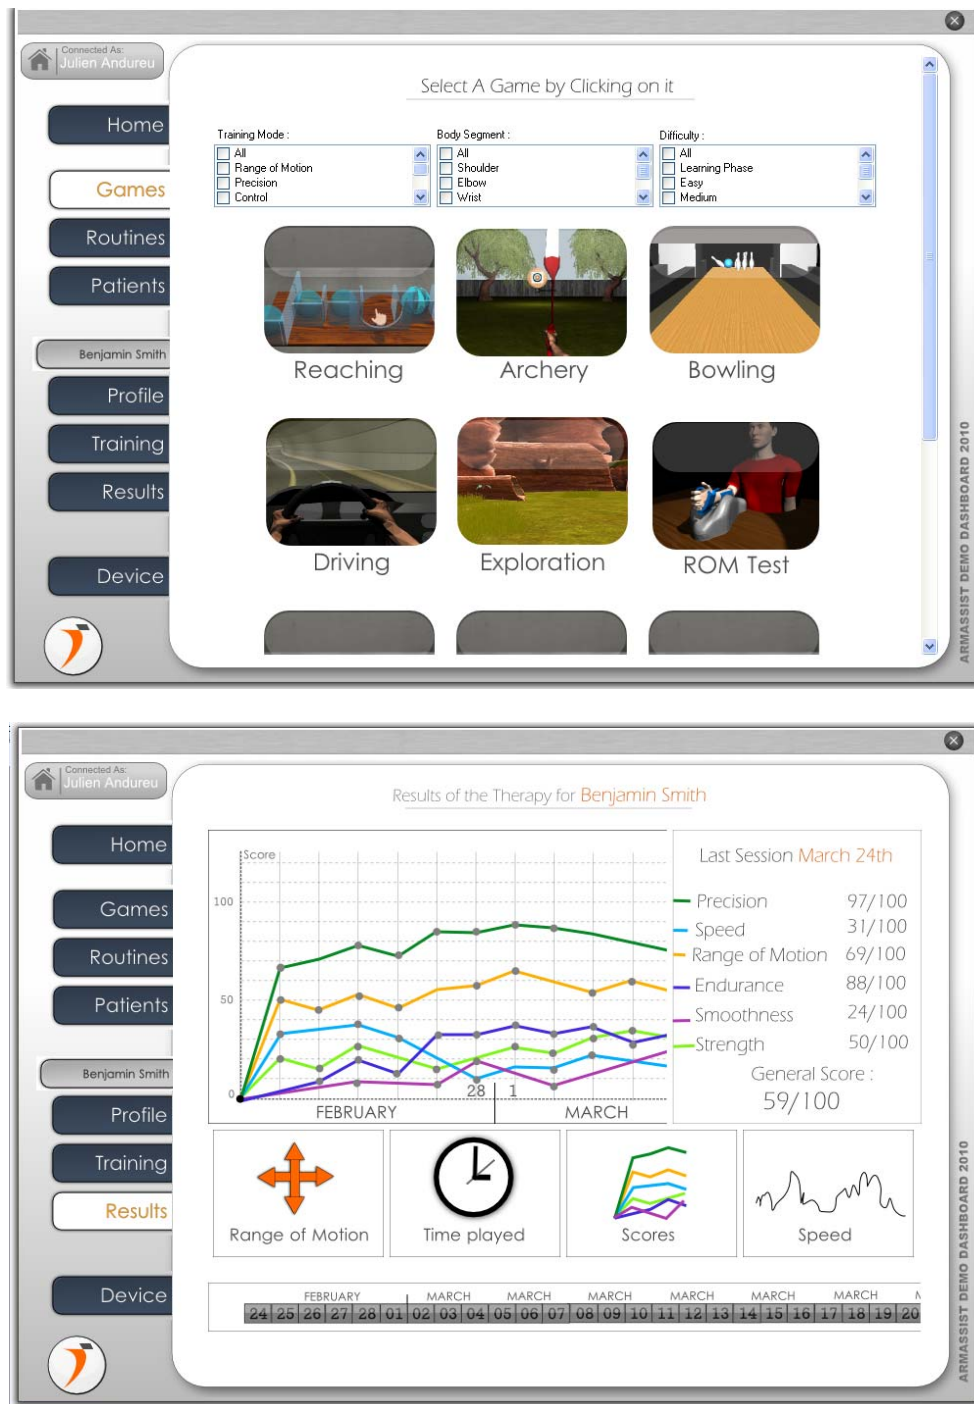 Connected As:
Julien Andureu
Select A Game by Clicking on it
Home
Games
Routines
Patients
Benjamin Smith
Profile
Training
Results
Device
Training Mode :
All
Range of Motion
Precision
Control
Body Segment :
All
Shoulder
Elbow
Wrist
Difficulty :
All
Learning Phase
Easy
Medium
Reaching
Archery
Bowling
Driving
Exploration
ROM Test
ARMASSIST DEMO DASHBOARD 2010
Connected As:
Julien Andureu
Results of the Therapy for Benjamin Smith
Home
Games
Routines
Patients
Benjamin Smith
Profile
Training
Results
Device
Score
100
50
0
28 1
FEBRUARY MARCH
Last Session March 24th
Precision 97/100
Speed 31/100
Range of Motion 69/100
Endurance 88/100
Smoothness 24/100
Strength 50/100
General Score :
59/100
Range of Motion
Time played
Scores
Speed
FEBRUARY MARCH MARCH MARCH MARCH MARCH MARCH
24 25 26 27 28 01 02 03 04 05 06 07 08 09 10 11 12 13 14 15 16 17 18 19 20
ARMASSIST DEMO DASHBOARD 2010